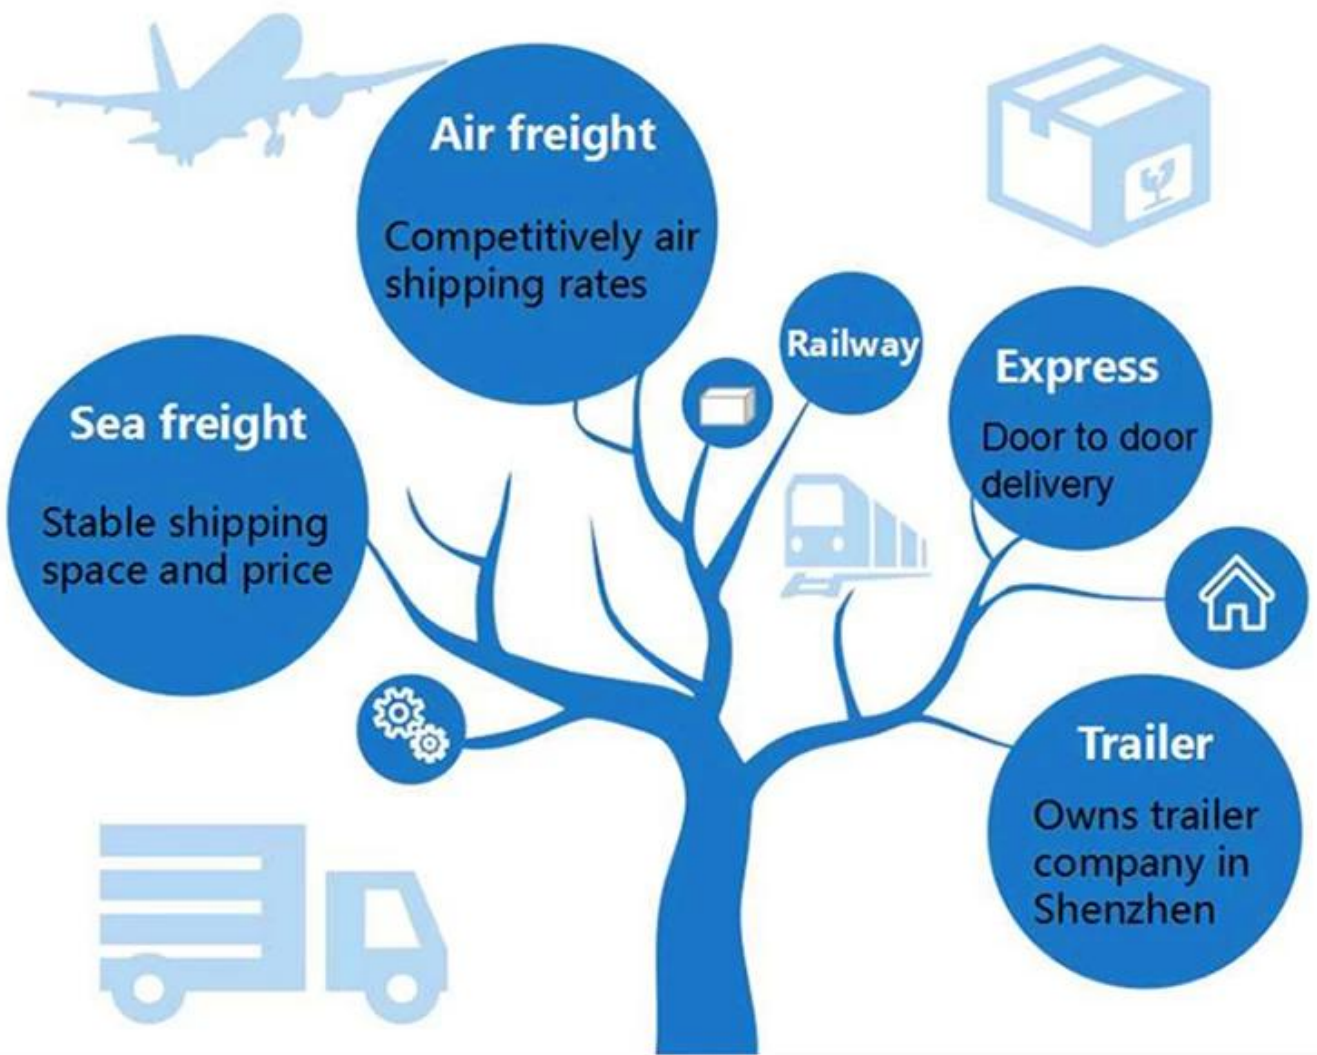 Air freight
Competitively air
shipping rates
Railway
Express
Door to door
delivery
Sea freight
Stable shipping
space and price
Trailer
Owns trailer
company in
Shenzhen